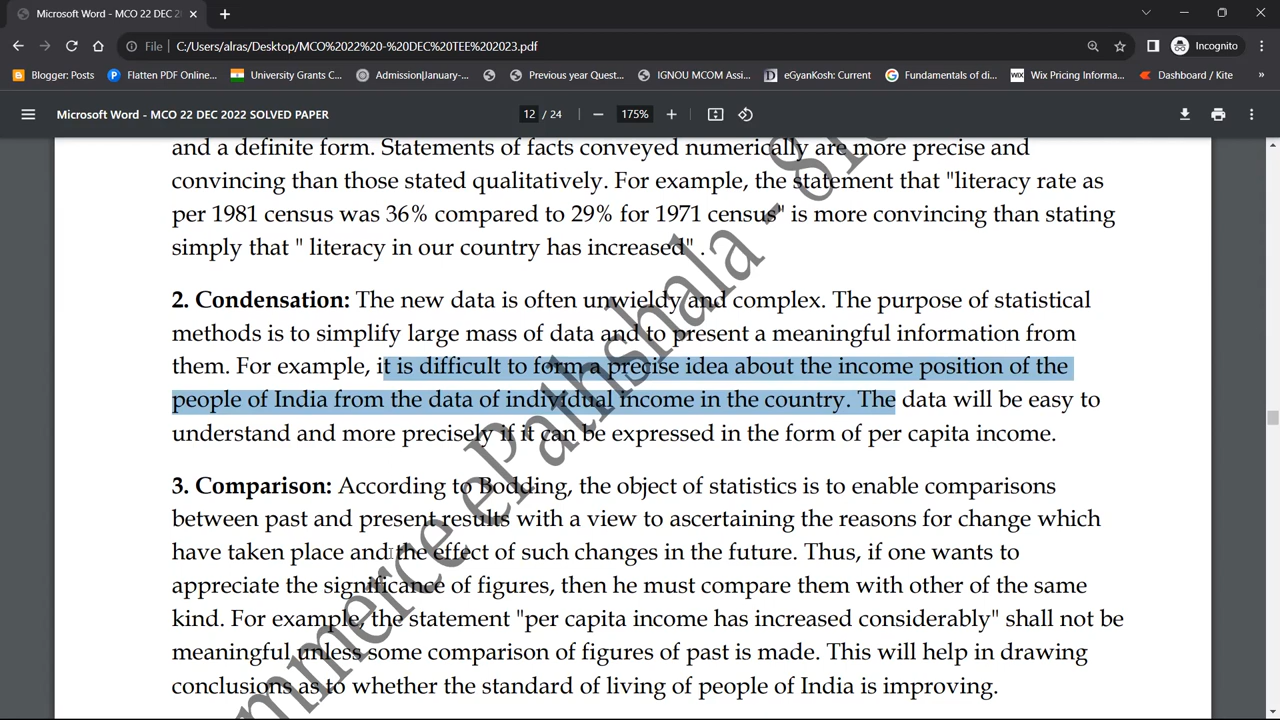 Microsoft Word - MCO 22 DEC 2
File
C:/Users/alras/Desktop/MCO%2022%20-%20DEC%20TEE%202023.pdf
Incognito
Blogger: Posts
Flatten PDF Online...
University Grants C...
Admission|January-...
Previous year Quest...
IGNOU MCOM Assi...
eGyanKosh: Current
Fundamentals of di...
Wix Pricing Informa...
Dashboard / Kite
»
Microsoft Word - MCO 22 DEC 2022 SOLVED PAPER
12 / 24
175%
and a definite form. Statements of facts conveyed numerically are more precise and
convincing than those stated qualitatively. For example, the statement that "literacy rate as
per 1981 census was 36% compared to 29% for 1971 census" is more convincing than stating
simply that " literacy in our country has increased" .
2. Condensation: The new data is often unwieldy and complex. The purpose of statistical
methods is to simplify large mass of data and to present a meaningful information from
them. For example, it is difficult to form a precise idea about the income position of the
people of India from the data of individual income in the country. The data will be easy to
understand and more precisely if it can be expressed in the form of per capita income.
3. Comparison: According to Bodding, the object of statistics is to enable comparisons
between past and present results with a view to ascertaining the reasons for change which
have taken place and the effect of such changes in the future. Thus, if one wants to
appreciate the significance of figures, then he must compare them with other of the same
kind. For example, the statement "per capita income has increased considerably" shall not be
meaningful unless some comparison of figures of past is made. This will help in drawing
conclusions as to whether the standard of living of people of India is improving.
mmerce ePathshala - 81